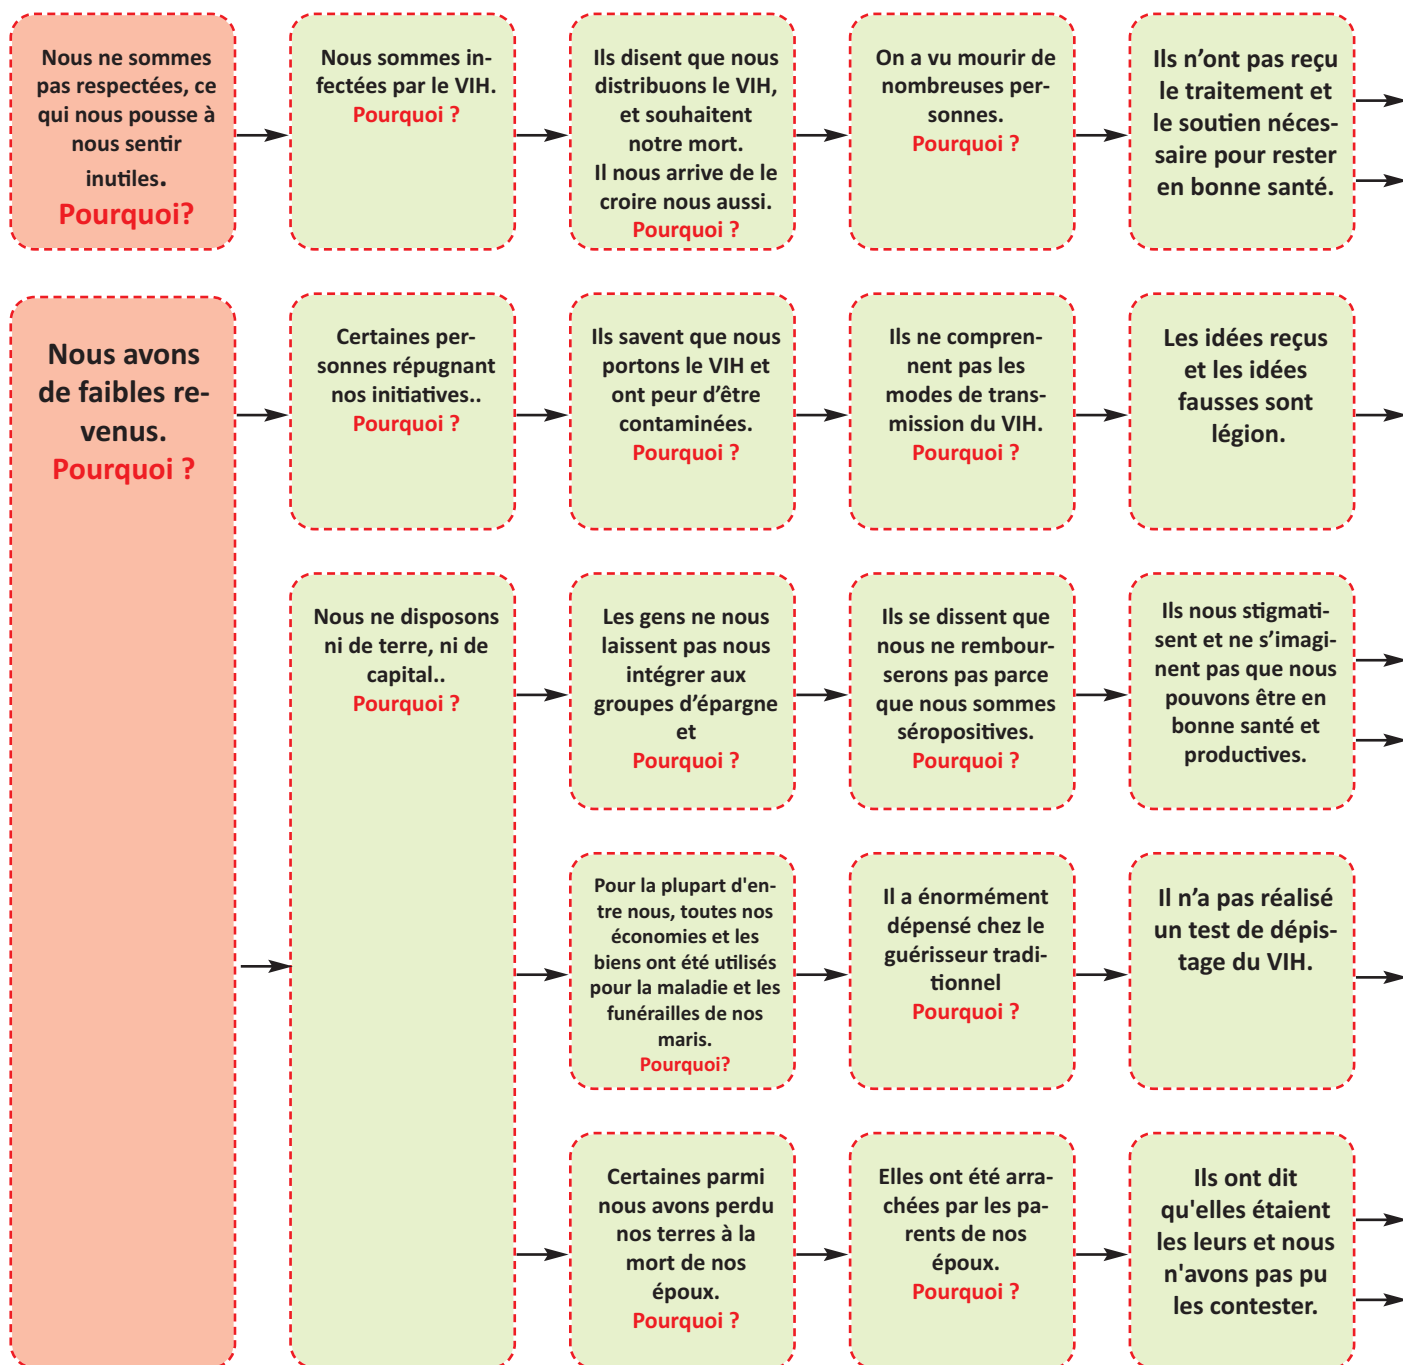 Nous ne sommes
pas respectées, ce
qui nous pousse à
nous sentir
inutiles.
Pourquoi?
Nous sommes in-
fectées par le VIH.
Pourquoi ?
Ils disent que nous
distribuons le VIH,
et souhaitent
notre mort.
Il nous arrive de le
croire nous aussi.
Pourquoi ?
On a vu mourir de
nombreuses per-
sonnes.
Pourquoi ?
Ils n’ont pas reçu
le traitement et
le soutien néces-
saire pour rester
en bonne santé.
Nous avons
de faibles re-
venus.
Pourquoi ?
Certaines per-
sonnes répugnant
nos initiatives..
Pourquoi ?
Ils savent que nous
portons le VIH et
ont peur d’être
contaminées.
Pourquoi ?
Ils ne compren-
nent pas les
modes de trans-
mission du VIH.
Pourquoi ?
Les idées reçus
et les idées
fausses sont
légion.
Nous ne disposons
ni de terre, ni de
capital..
Pourquoi ?
Les gens ne nous
laissent pas nous
intégrer aux
groupes d’épargne
et
Pourquoi ?
Ils se dissent que
nous ne rembour-
serons pas parce
que nous sommes
séropositives.
Pourquoi ?
Ils nous stigmati-
sent et ne s’imagi-
nent pas que nous
pouvons être en
bonne santé et
productives.
Pour la plupart d'en-
tre nous, toutes nos
économies et les
biens ont été utilisés
pour la maladie et les
funérailles de nos
maris.
Pourquoi?
Il a énormément
dépensé chez le
guérisseur tradi-
tionnel
Pourquoi ?
Il n’a pas réalisé
un test de dépis-
tage du VIH.
Certaines parmi
nous avons perdu
nos terres à la
mort de nos
époux.
Pourquoi ?
Elles ont été arra-
chées par les pa-
rents de nos
époux.
Pourquoi ?
Ils ont dit
qu'elles étaient
les leurs et nous
n'avons pas pu
les contester.